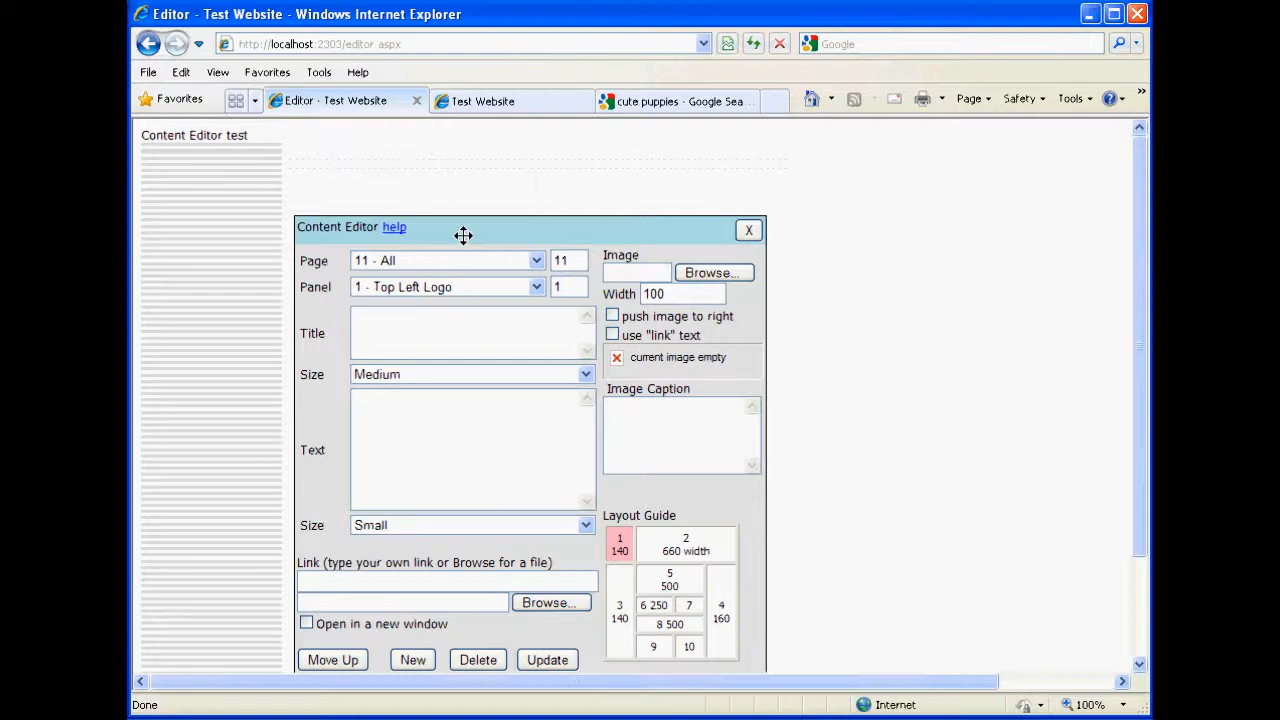 Editor - Test Website - Windows Internet Explorer
http://localhost:2303/editor.aspx
Google
File Edit View Favorites Tools Help
Favorites
Editor - Test Website
Test Website
cute puppies - Google Sea...
Page
Safety
Tools
Content Editor test
Content Editor help
X
Page
11 - All
11
Panel
1 - Top Left Logo
1
Title
Size
Medium
Text
Size
Small
Link (type your own link or Browse for a file)
Browse...
Open in a new window
Move Up
New
Delete
Update
Image
Browse...
Width
100
push image to right
use "link" text
current image empty
Image Caption
Layout Guide
1
140
2
660 width
3
140
5
500
6 250
7
8 500
9
10
4
160
Done
Internet
100%